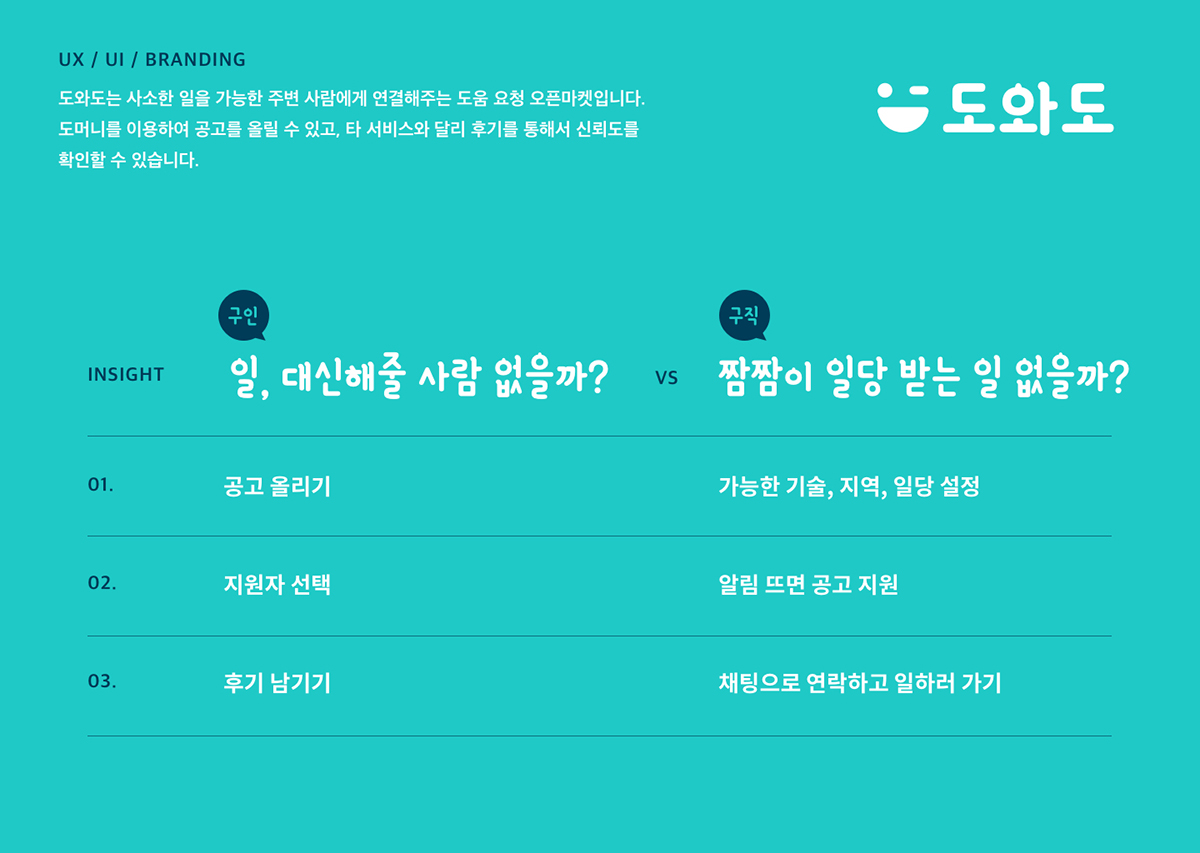 UX / UI / BRANDING
도와도는 사소한 일을 가능한 주변 사람에게 연결해주는 도움 요청 오픈마켓입니다.
도머니를 이용하여 공고를 올릴 수 있고, 타 서비스와 달리 후기를 통해서 신뢰도를
확인할 수 있습니다.
도와도
구인
구직
INSIGHT
일, 대신해줄 사람 없을까?
VS
짬짬이 일당 받는 일 없을까?
01.
공고 올리기
가능한 기술, 지역, 일당 설정
02.
지원자 선택
알림 뜨면 공고 지원
03.
후기 남기기
채팅으로 연락하고 일하러 가기